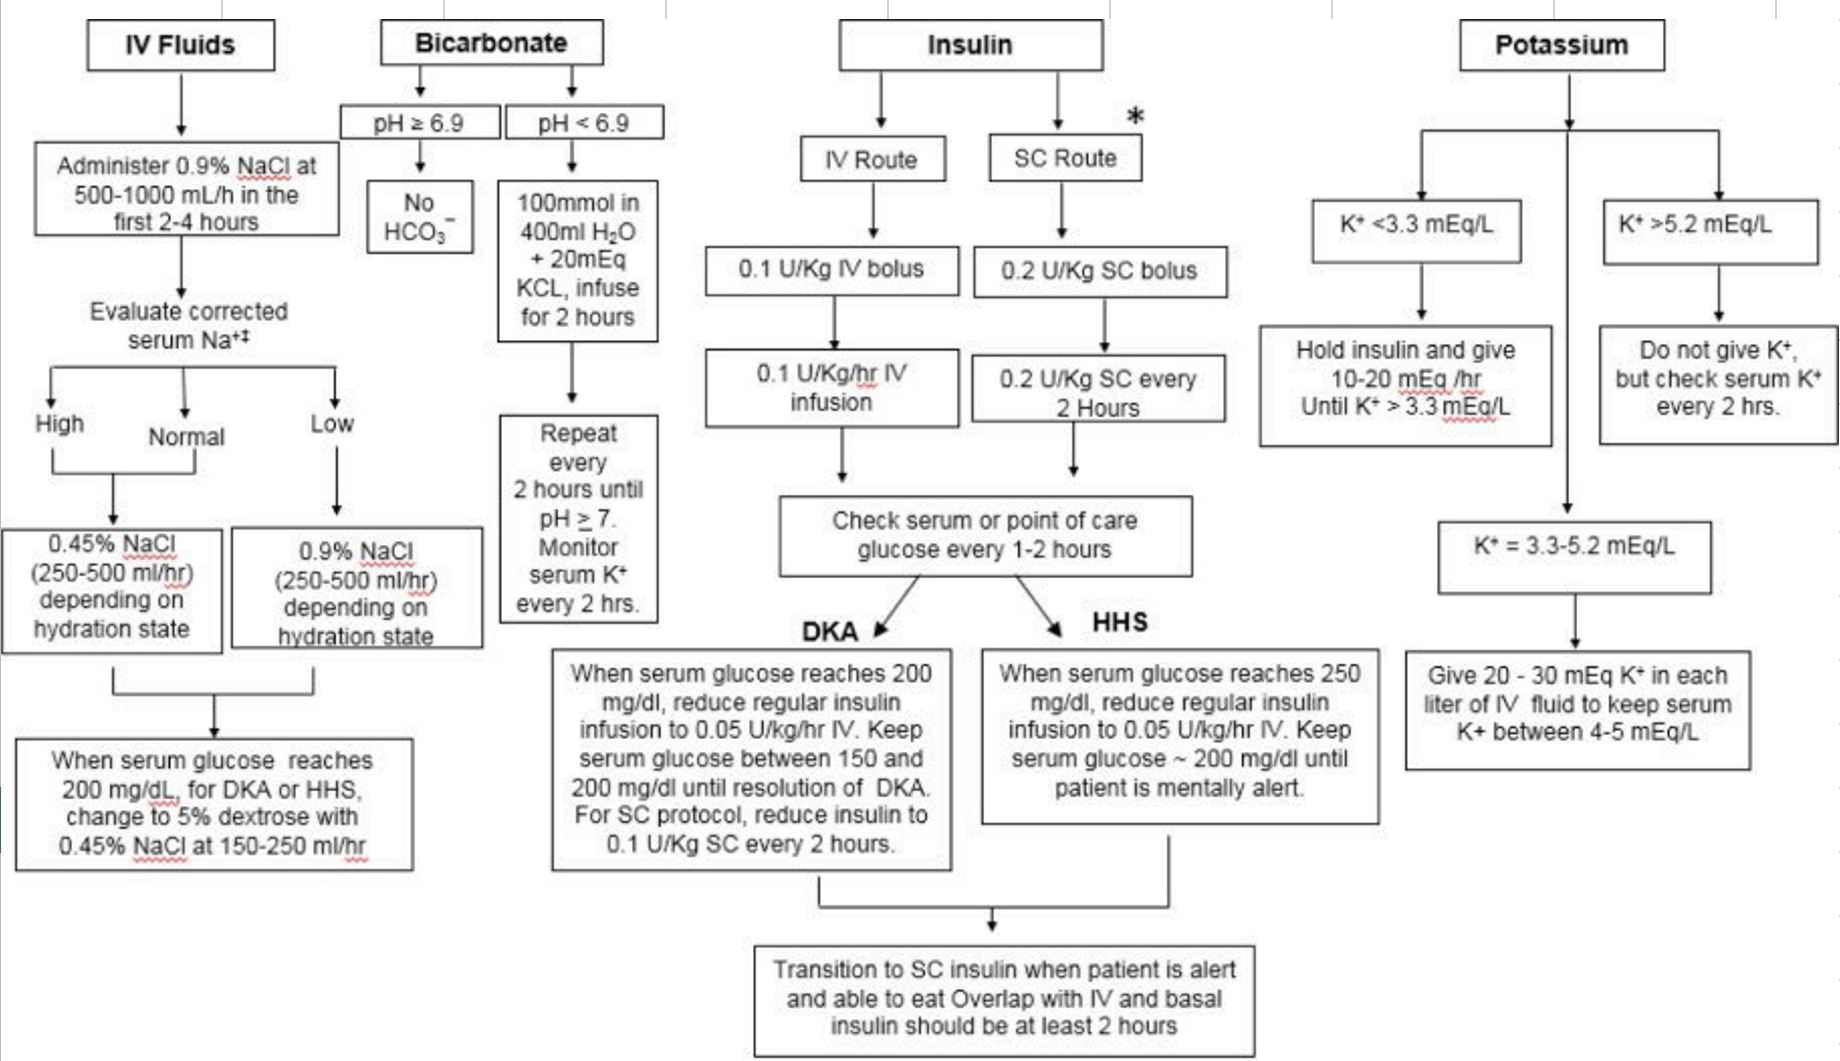 IV Fluids
Administer 0.9% NaCl at
500-1000 mL/h in the
first 2-4 hours
Evaluate corrected
serum Na⁺‡
High
Normal
Low
0.45% NaCl
(250-500 ml/hr)
depending on
hydration state
0.9% NaCl
(250-500 ml/hr)
depending on
hydration state
When serum glucose reaches
200 mg/dL, for DKA or HHS,
change to 5% dextrose with
0.45% NaCl at 150-250 ml/hr
Bicarbonate
pH ≥ 6.9
No
HCO₃⁻
pH < 6.9
100mmol in
400ml H₂O
+ 20mEq
KCL, infuse
for 2 hours
Repeat
every
2 hours until
pH ≥ 7.
Monitor
serum K⁺
every 2 hrs.
Insulin
IV Route
0.1 U/Kg IV bolus
0.1 U/Kg/hr IV
infusion
*
SC Route
0.2 U/Kg SC bolus
0.2 U/Kg SC every
2 Hours
Check serum or point of care
glucose every 1-2 hours
DKA
When serum glucose reaches 200
mg/dl, reduce regular insulin
infusion to 0.05 U/kg/hr IV. Keep
serum glucose between 150 and
200 mg/dl until resolution of DKA.
For SC protocol, reduce insulin to
0.1 U/Kg SC every 2 hours.
HHS
When serum glucose reaches 250
mg/dl, reduce regular insulin
infusion to 0.05 U/kg/hr IV. Keep
serum glucose ~ 200 mg/dl until
patient is mentally alert.
Transition to SC insulin when patient is alert
and able to eat Overlap with IV and basal
insulin should be at least 2 hours
Potassium
K⁺ <3.3 mEq/L
Hold insulin and give
10-20 mEq /hr
Until K⁺ > 3.3 mEq/L
K⁺ >5.2 mEq/L
Do not give K⁺,
but check serum K⁺
every 2 hrs.
K⁺ = 3.3-5.2 mEq/L
Give 20 - 30 mEq K⁺ in each
liter of IV fluid to keep serum
K+ between 4-5 mEq/L